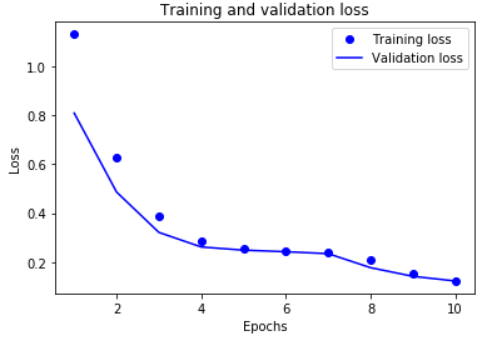 Training and validation loss
Training loss
Validation loss
1.0
0.8
0.6
0.4
0.2
Loss
2
4
6
8
10
Epochs